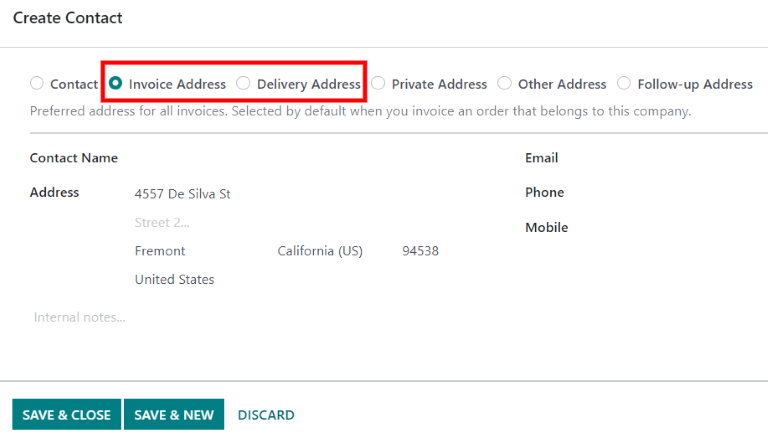 Create Contact
Contact Invoice Address Delivery Address Private Address Other Address Follow-up Address
Preferred address for all invoices. Selected by default when you invoice an order that belongs to this company.
Contact Name Email
Address 4557 De Silva St Phone
Street 2...
Mobile
Fremont California (US) 94538
United States
Internal notes...
SAVE & CLOSE SAVE & NEW DISCARD